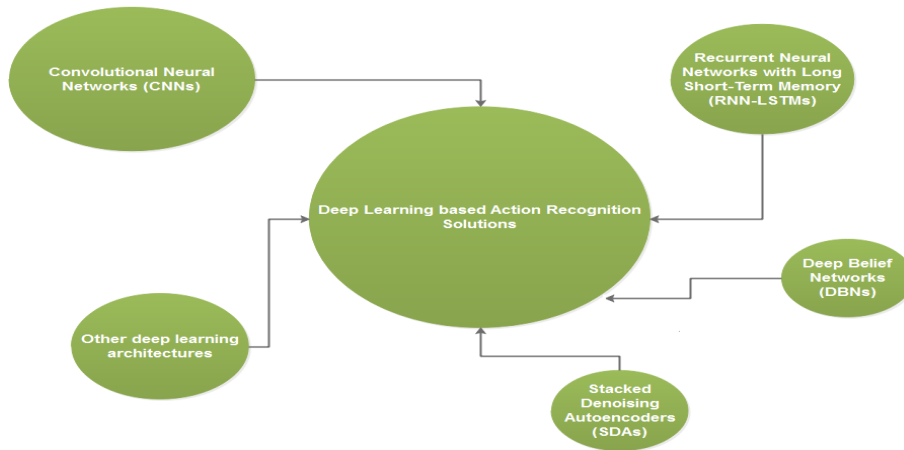 Convolutional Neural
Networks (CNNs)
Recurrent Neural
Networks with Long
Short-Term Memory
(RNN-LSTMs)
Deep Learning based Action Recognition
Solutions
Deep Belief
Networks
(DBNs)
Other deep learning
architectures
Stacked
Denoising
Autoencoders
(SDAs)